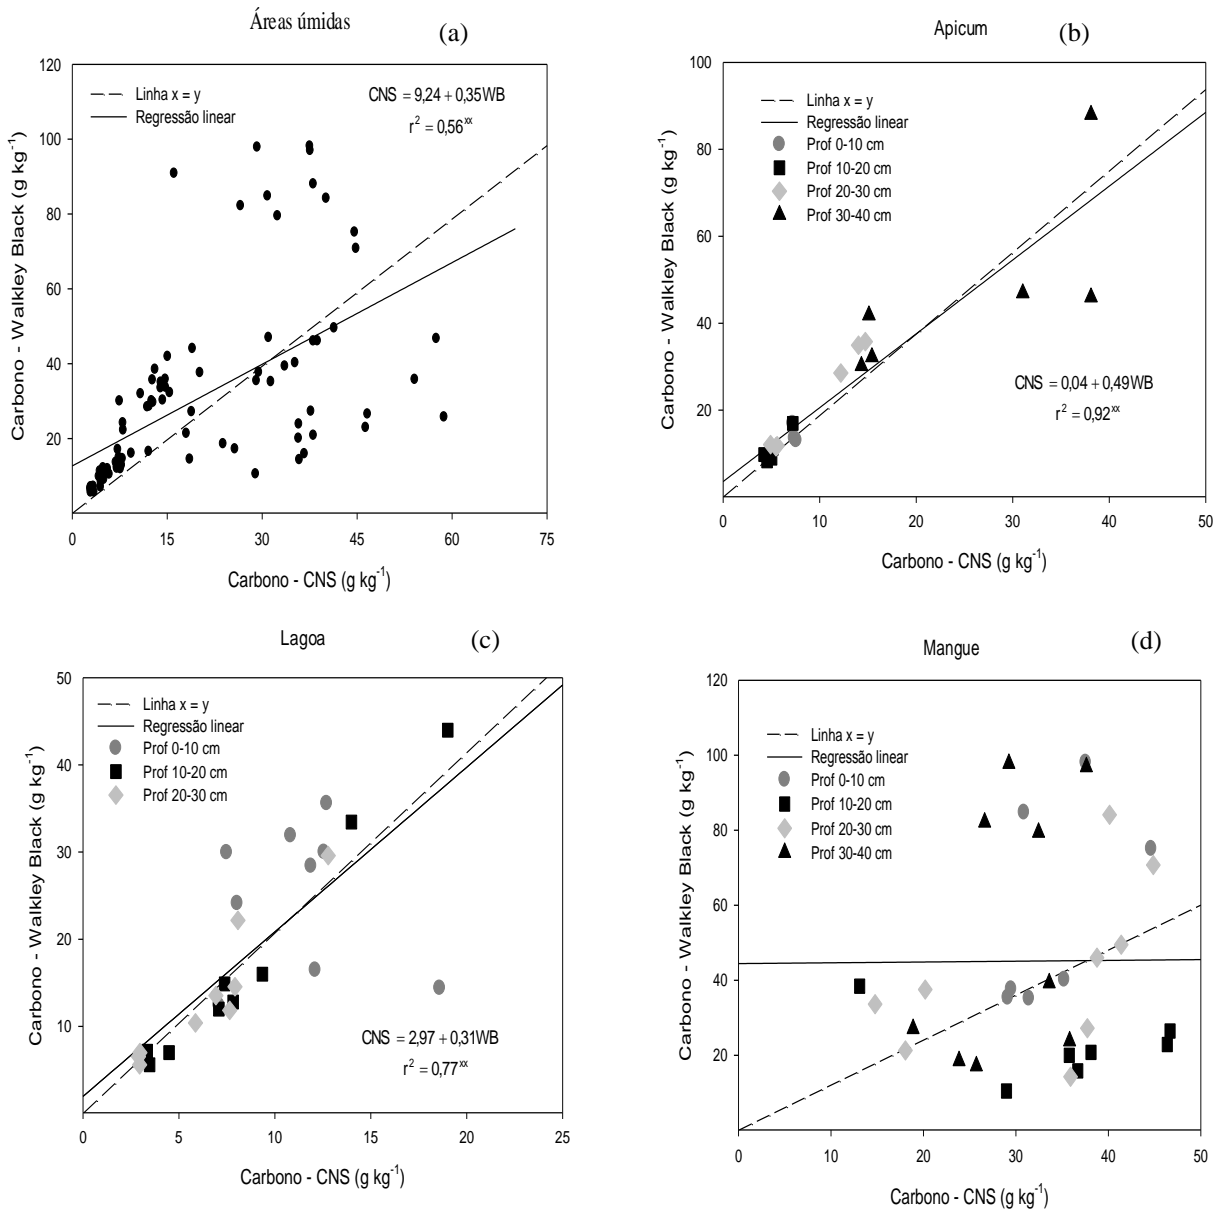 Áreas úmidas
(a)
120
100
80
60
40
20
0
15
30
45
60
75
Linha x = y
Regressão linear
CNS = 9,24 + 0,35WB
r² = 0,56ˣˣ
Carbono - Walkley Black (g kg⁻¹)
Carbono - CNS (g kg⁻¹)
Apicum
(b)
100
80
60
40
20
0
10
20
30
40
50
Linha x = y
Regressão linear
Prof 0-10 cm
Prof 10-20 cm
Prof 20-30 cm
Prof 30-40 cm
CNS = 0,04 + 0,49WB
r² = 0,92ˣˣ
Carbono - Walkley Black (g kg⁻¹)
Carbono - CNS (g kg⁻¹)
Lagoa
(c)
50
40
30
20
10
0
5
10
15
20
25
Linha x = y
Regressão linear
Prof 0-10 cm
Prof 10-20 cm
Prof 20-30 cm
CNS = 2,97 + 0,31WB
r² = 0,77ˣˣ
Carbono - Walkley Black (g kg⁻¹)
Carbono - CNS (g kg⁻¹)
Mangue
(d)
120
100
80
60
40
20
0
10
20
30
40
50
Linha x = y
Regressão linear
Prof 0-10 cm
Prof 10-20 cm
Prof 20-30 cm
Prof 30-40 cm
Carbono - Walkley Black (g kg⁻¹)
Carbono - CNS (g kg⁻¹)